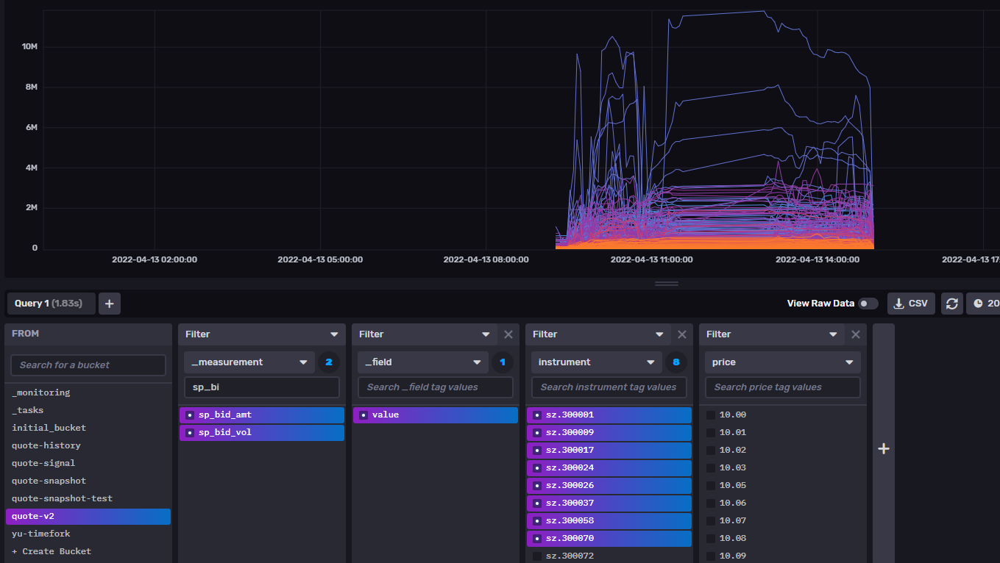 10M
8M
6M
4M
2M
0
2022-04-13 02:00:00
2022-04-13 05:00:00
2022-04-13 08:00:00
2022-04-13 11:00:00
2022-04-13 14:00:00
2022-04-13 17:
Query 1 (1.83s)
+
View Raw Data
CSV
20
FROM
Search for a bucket
_monitoring
_tasks
initial_bucket
quote-history
quote-signal
quote-snapshot
quote-snapshot-test
quote-v2
yu-timefork
+ Create Bucket
Filter
_measurement
2
sp_bi
sp_bid_amt
sp_bid_vol
Filter
_field
1
Search _field tag values
value
Filter
instrument
8
Search instrument tag values
sz.300001
sz.300009
sz.300017
sz.300024
sz.300026
sz.300037
sz.300058
sz.300070
sz.300072
Filter
price
Search price tag values
10.00
10.01
10.02
10.03
10.05
10.06
10.07
10.08
10.09
+